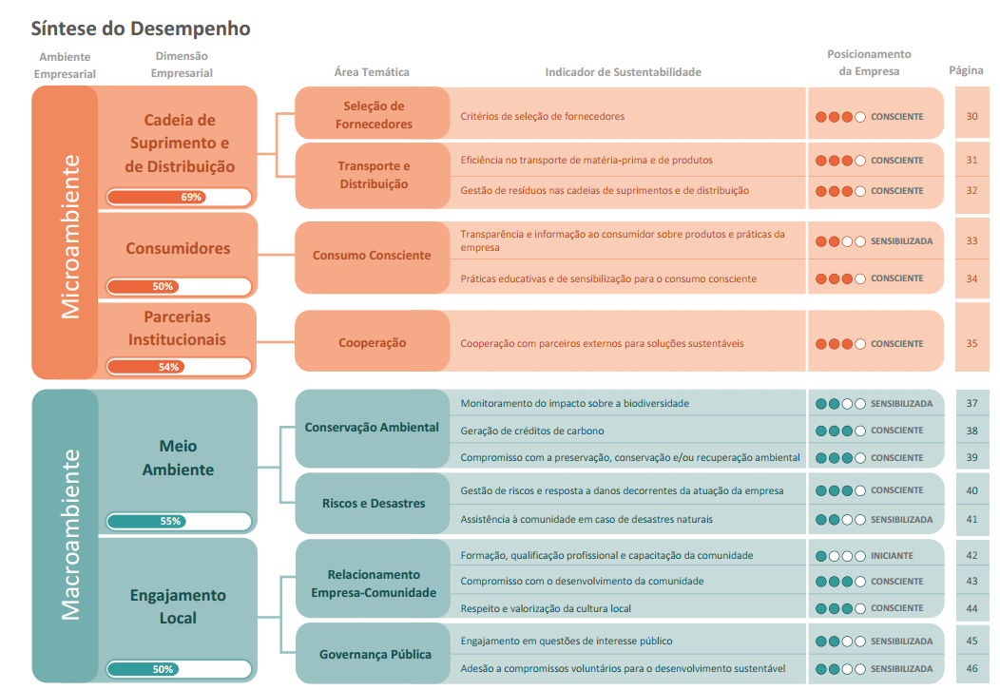 Síntese do Desempenho
Ambiente
Empresarial
Dimensão
Empresarial
Área Temática
Indicador de Sustentabilidade
Posicionamento
da Empresa
Página
Microambiente
Cadeia de
Suprimento e
de Distribuição
69%
Seleção de
Fornecedores
Critérios de seleção de fornecedores
CONSCIENTE
30
Transporte e
Distribuição
Eficiência no transporte de matéria-prima e de produtos
CONSCIENTE
31
Gestão de resíduos nas cadeias de suprimentos e de distribuição
CONSCIENTE
32
Consumidores
50%
Consumo Consciente
Transparência e informação ao consumidor sobre produtos e práticas da
empresa
SENSIBILIZADA
33
Práticas educativas e de sensibilização para o consumo consciente
CONSCIENTE
34
Parcerias
Institucionais
54%
Cooperação
Cooperação com parceiros externos para soluções sustentáveis
CONSCIENTE
35
Macroambiente
Meio
Ambiente
55%
Conservação Ambiental
Monitoramento do impacto sobre a biodiversidade
SENSIBILIZADA
37
Geração de créditos de carbono
CONSCIENTE
38
Compromisso com a preservação, conservação e/ou recuperação ambiental
CONSCIENTE
39
Riscos e Desastres
Gestão de riscos e resposta a danos decorrentes da atuação da empresa
CONSCIENTE
40
Assistência à comunidade em caso de desastres naturais
SENSIBILIZADA
41
Engajamento
Local
50%
Relacionamento
Empresa-Comunidade
Formação, qualificação profissional e capacitação da comunidade
INICIANTE
42
Compromisso com o desenvolvimento da comunidade
CONSCIENTE
43
Respeito e valorização da cultura local
CONSCIENTE
44
Governança Pública
Engajamento em questões de interesse público
SENSIBILIZADA
45
Adesão a compromissos voluntários para o desenvolvimento sustentável
SENSIBILIZADA
46